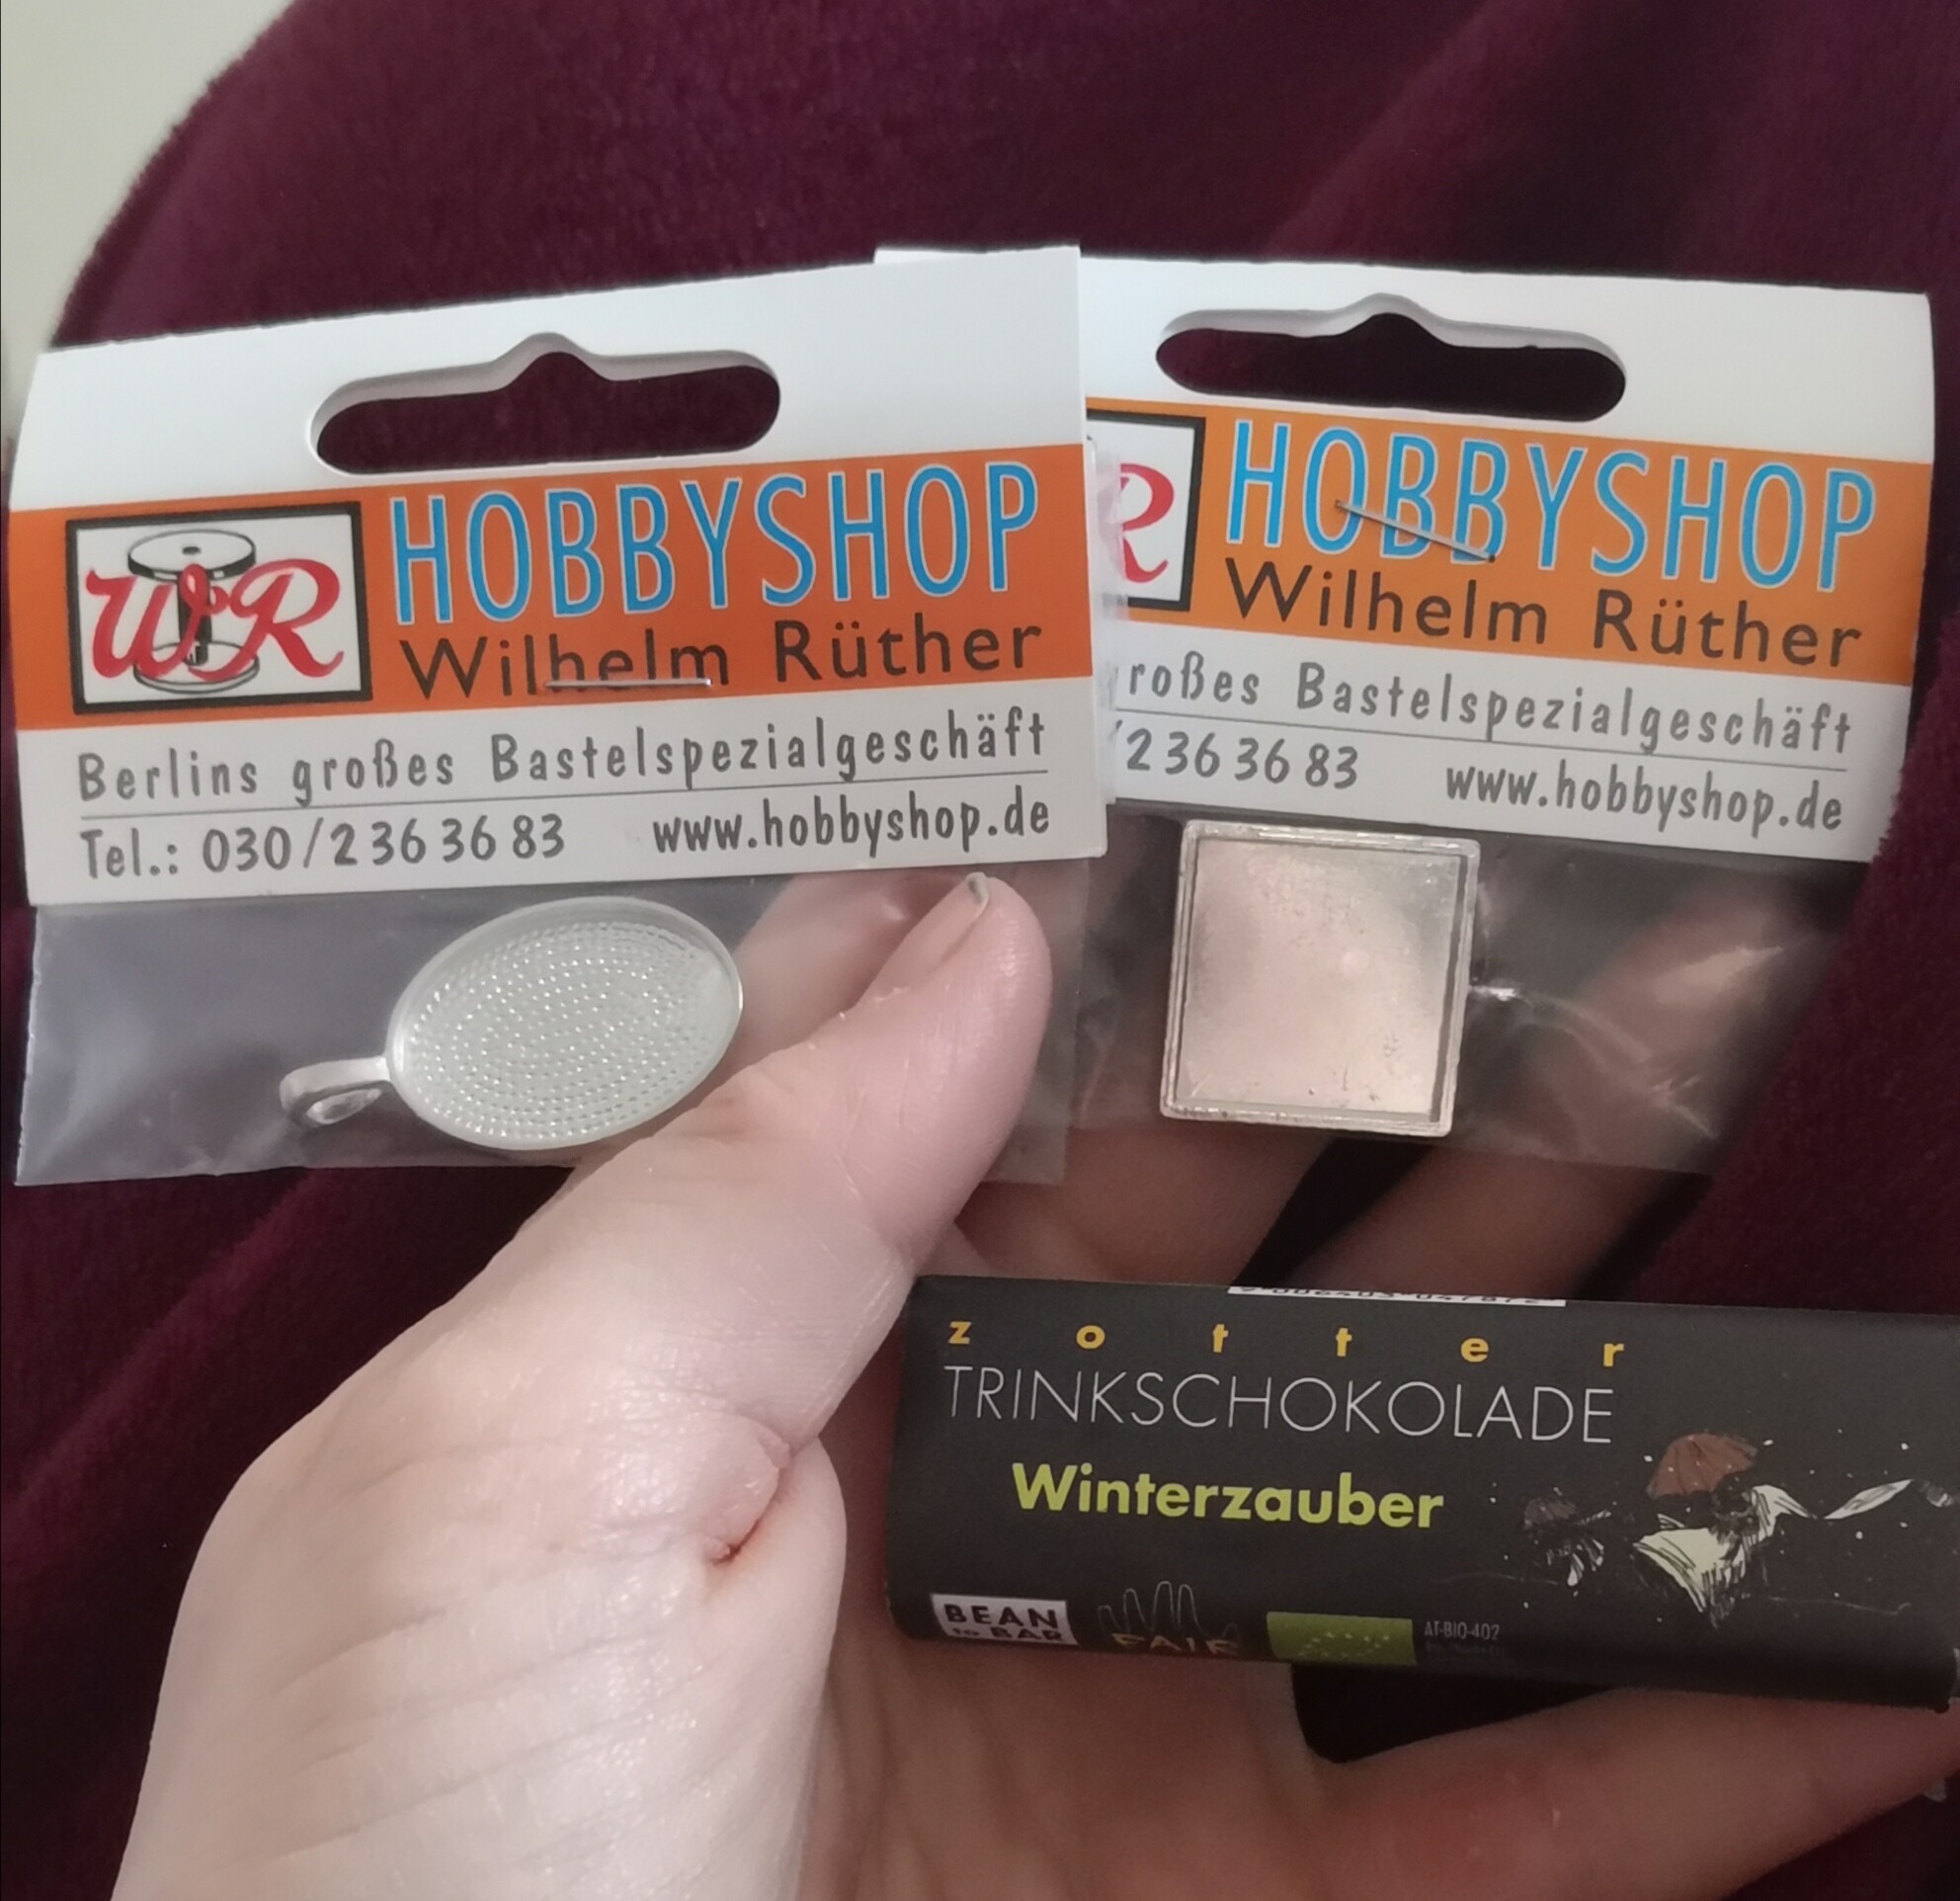 WR
HOBBYSHOP
Wilhelm Rüther
Berlins großes Bastelspezialgeschäft
Tel.: 030/2 36 36 83 www.hobbyshop.de
R
HOBBYSHOP
Wilhelm Rüther
roßes Bastelspezialgeschäft
/2 36 36 83 www.hobbyshop.de
zotter
TRINKSCHOKOLADE
Winterzauber
BEAN
to BAR
FAIR
AT-BIO-402